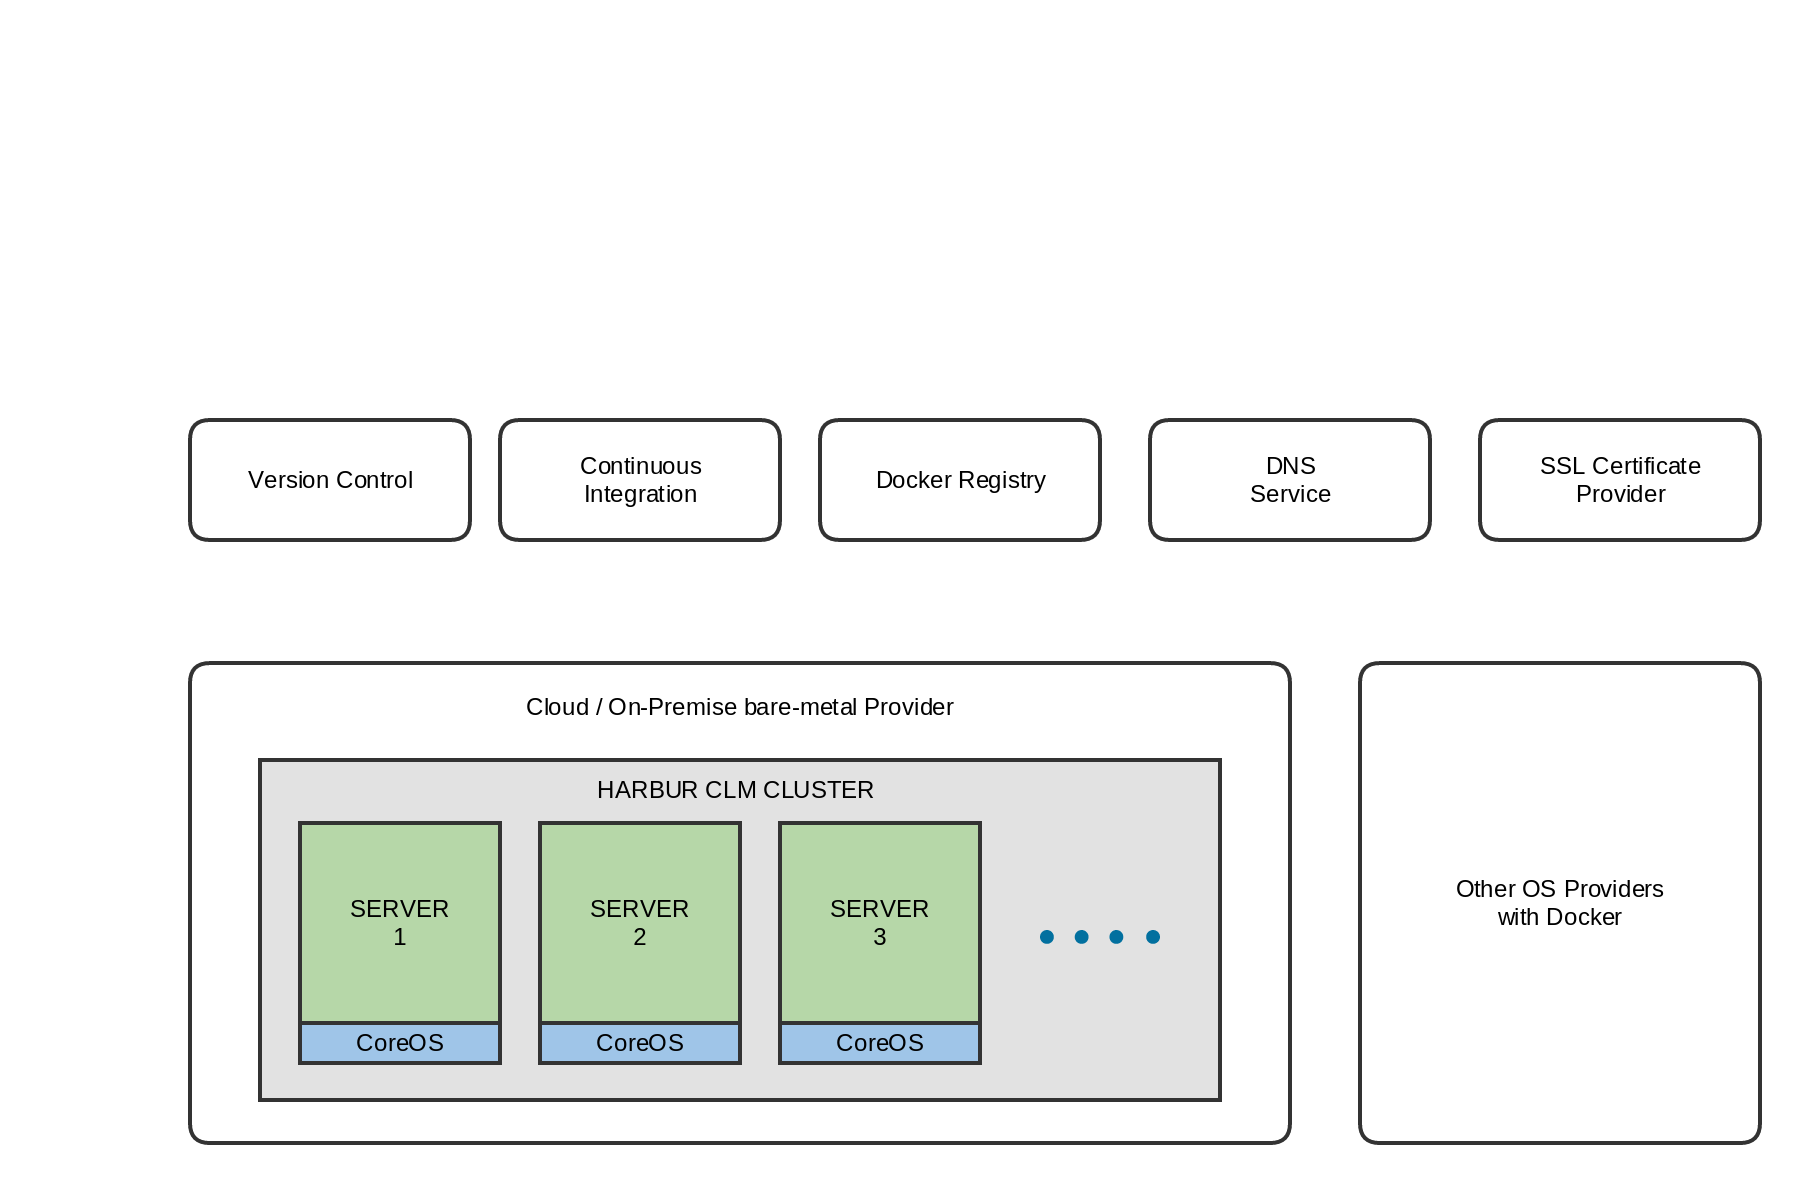 Version Control
Continuous
Integration
Docker Registry
DNS
Service
SSL Certificate
Provider
Cloud / On-Premise bare-metal Provider
HARBUR CLM CLUSTER
SERVER
1
SERVER
2
SERVER
3
CoreOS
CoreOS
CoreOS
Other OS Providers
with Docker